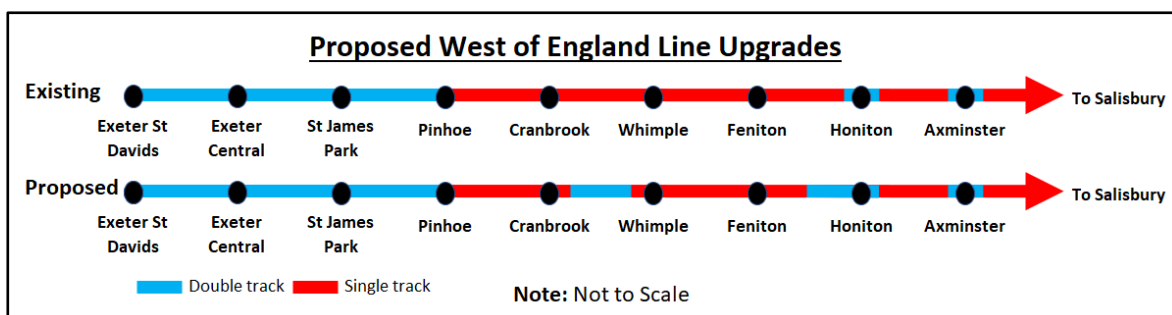 Proposed West of England Line Upgrades
Existing
To Salisbury
Exeter St Davids
Exeter Central
St James Park
Pinhoe
Cranbrook
Whimple
Feniton
Honiton
Axminster
Proposed
To Salisbury
Exeter St Davids
Exeter Central
St James Park
Pinhoe
Cranbrook
Whimple
Feniton
Honiton
Axminster
Double track
Single track
Note: Not to Scale